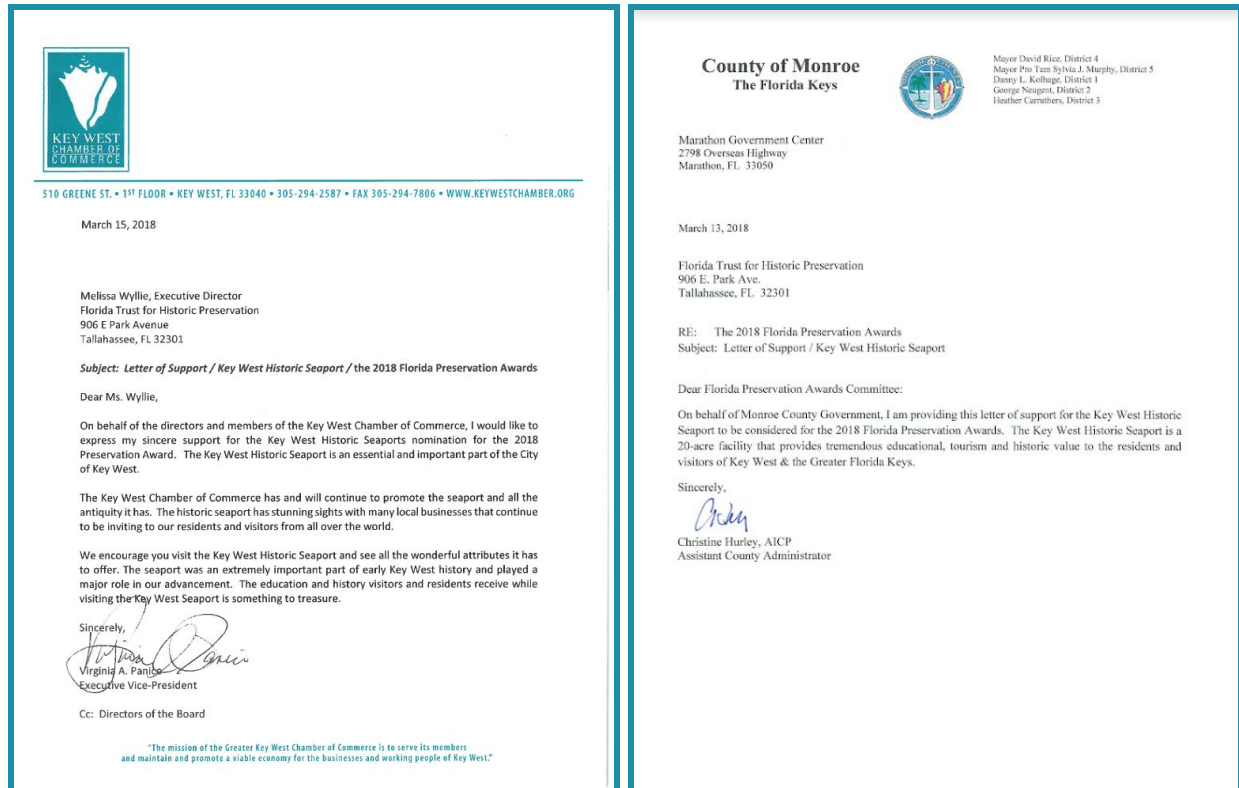 KEY WEST
CHAMBER OF
COMMERCE
510 GREENE ST. • 1ST FLOOR • KEY WEST, FL 33040 • 305-294-2587 • FAX 305-294-7806 • WWW.KEYWESTCHAMBER.ORG
March 15, 2018
Melissa Wyllie, Executive Director
Florida Trust for Historic Preservation
906 E Park Avenue
Tallahassee, FL 32301
Subject: Letter of Support / Key West Historic Seaport / the 2018 Florida Preservation Awards
Dear Ms. Wyllie,
On behalf of the directors and members of the Key West Chamber of Commerce, I would like to
express my sincere support for the Key West Historic Seaports nomination for the 2018
Preservation Award. The Key West Historic Seaport is an essential and important part of the City
of Key West.
The Key West Chamber of Commerce has and will continue to promote the seaport and all the
antiquity it has. The historic seaport has stunning sights with many local businesses that continue
to be inviting to our residents and visitors from all over the world.
We encourage you visit the Key West Historic Seaport and see all the wonderful attributes it has
to offer. The seaport was an extremely important part of early Key West history and played a
major role in our advancement. The education and history visitors and residents receive while
visiting the Key West Seaport is something to treasure.
Sincerely,
Virginia A. Panico
Executive Vice-President
Cc: Directors of the Board
"The mission of the Greater Key West Chamber of Commerce is to serve its members
and maintain and promote a viable economy for the businesses and working people of Key West."
County of Monroe
The Florida Keys
Mayor David Rice, District 4
Mayor Pro Tem Sylvia J. Murphy, District 5
Danny L. Kolhage, District 1
George Neugent, District 2
Heather Carruthers, District 3
Marathon Government Center
2798 Overseas Highway
Marathon, FL 33050
March 13, 2018
Florida Trust for Historic Preservation
906 E. Park Ave.
Tallahassee, FL 32301
RE: The 2018 Florida Preservation Awards
Subject: Letter of Support / Key West Historic Seaport
Dear Florida Preservation Awards Committee:
On behalf of Monroe County Government, I am providing this letter of support for the Key West Historic
Seaport to be considered for the 2018 Florida Preservation Awards. The Key West Historic Seaport is a
20-acre facility that provides tremendous educational, tourism and historic value to the residents and
visitors of Key West & the Greater Florida Keys.
Sincerely,
Christine Hurley, AICP
Assistant County Administrator